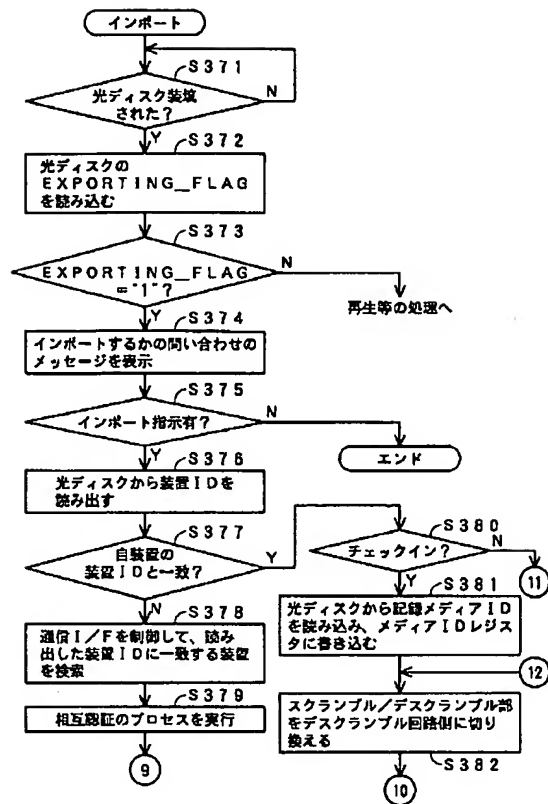 インポート
S371
光ディスク装填
された?
N
Y
S372
光ディスクの
EXPORTING_FLAG
を読み込む
S373
EXPORTING_FLAG
="1"?
N
再生等の処理へ
Y
S374
インポートするかの問い合わせの
メッセージを表示
S375
インポート指示有?
N
エンド
Y
S376
光ディスクから装置IDを
読み出す
S377
自装置の
装置IDと一致?
Y
N
S378
通信I/Fを制御して、読み
出した装置IDに一致する装置
を検索
S379
相互認証のプロセスを実行
9
S380
チェックイン?
N
11
Y
S381
光ディスクから記録メディアID
を読み込み、メディアIDレジス
タに書き込む
12
スクランブル/デスクランブル部
をデスクランブル回路側に切り
換える
S382
10